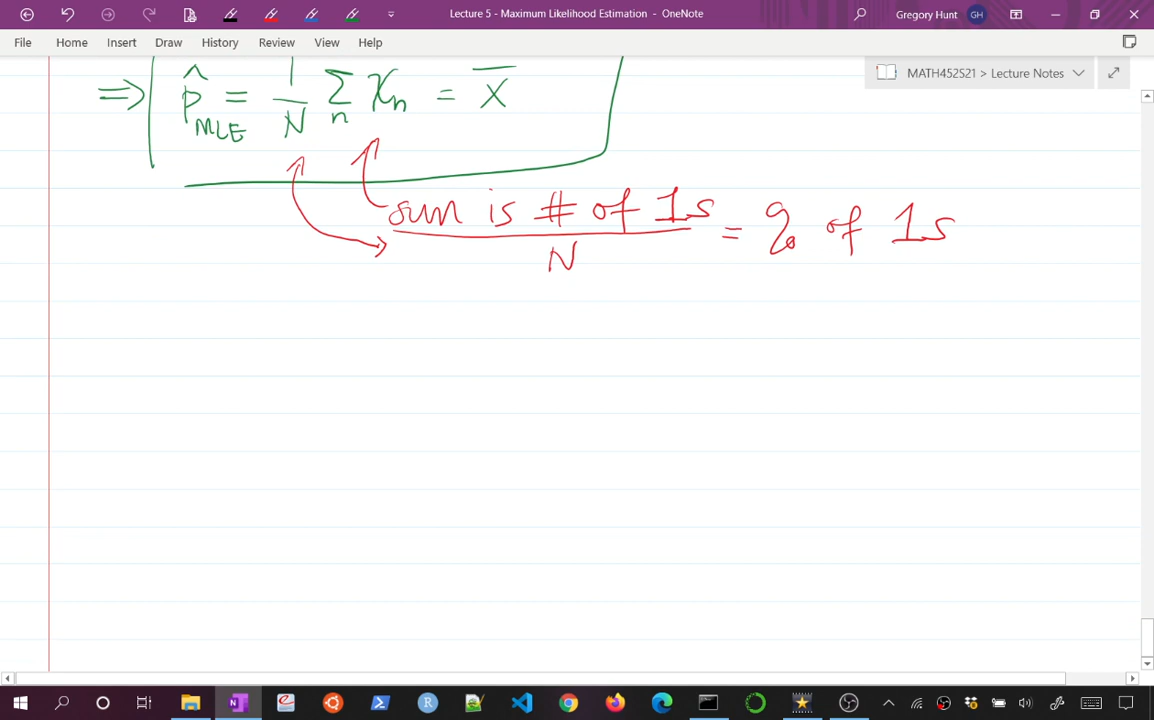 Lecture 5 - Maximum Likelihood Estimation - OneNote
Gregory Hunt GH
File Home Insert Draw History Review View Help
MATH452S21 > Lecture Notes
⇒ p̂_MLE = 1/N Σ_n X_n = X̄
sum is # of 1s / N = % of 1s